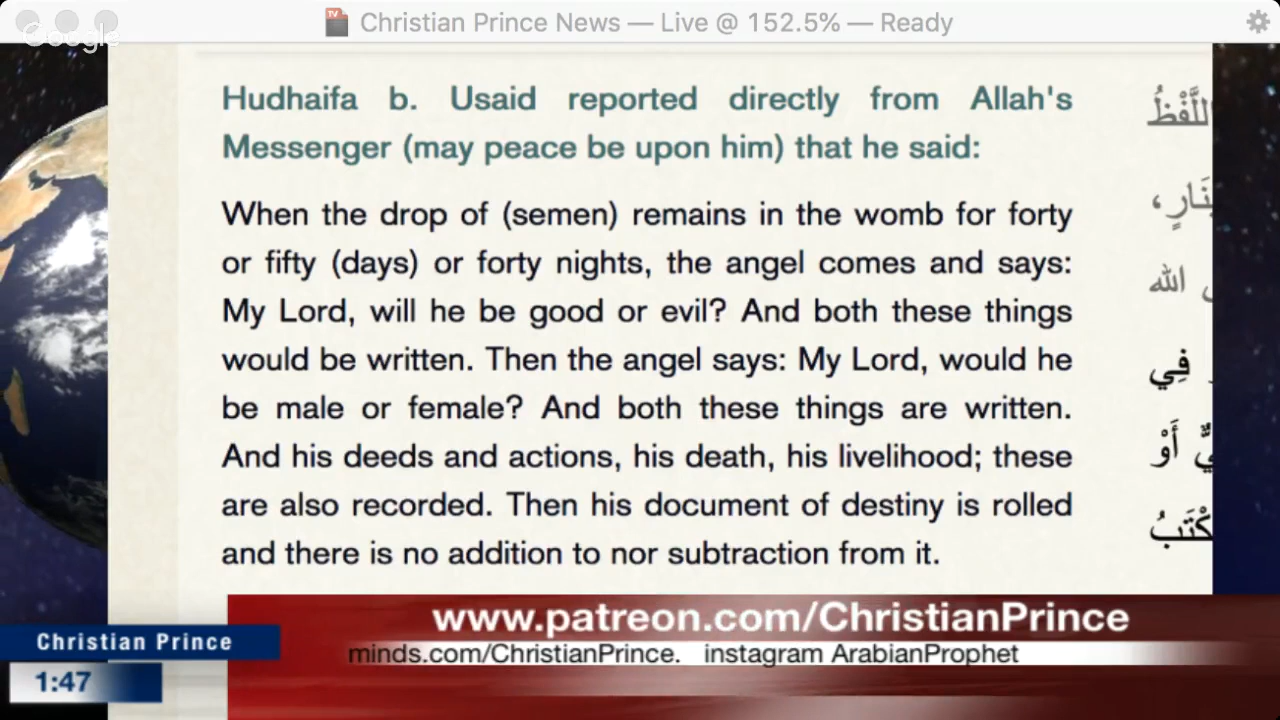 Christian Prince News — Live @ 152.5% — Ready
Google
TV
Hudhaifa b. Usaid reported directly from Allah's
Messenger (may peace be upon him) that he said:
When the drop of (semen) remains in the womb for forty
or fifty (days) or forty nights, the angel comes and says:
My Lord, will he be good or evil? And both these things
would be written. Then the angel says: My Lord, would he
be male or female? And both these things are written.
And his deeds and actions, his death, his livelihood; these
are also recorded. Then his document of destiny is rolled
and there is no addition to nor subtraction from it.
اللَّفْظُ
الله
فِي
أَوْ
www.patreon.com/ChristianPrince
Christian Prince
minds.com/ChristianPrince. instagram ArabianProphet
1:47